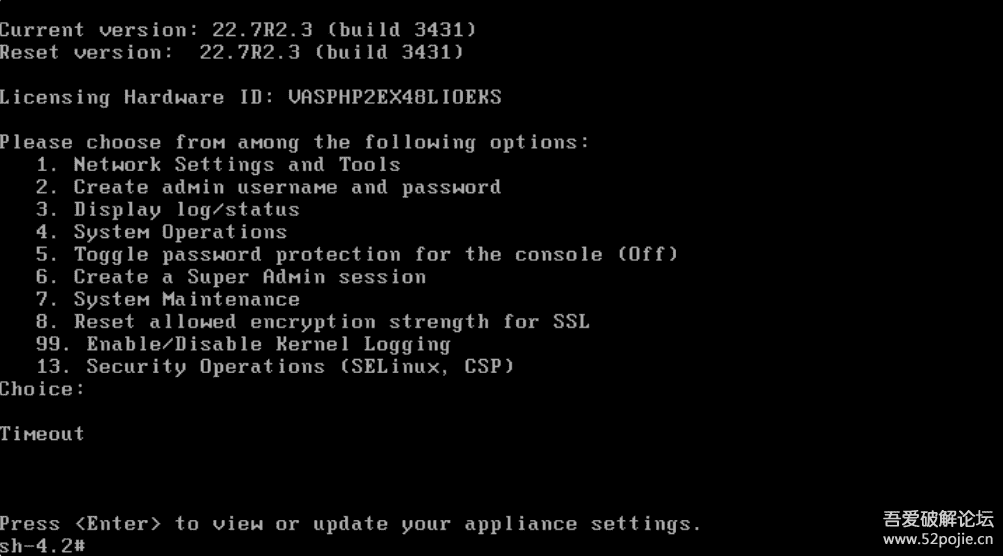 Current version: 22.7R2.3 (build 3431)
Reset version:  22.7R2.3 (build 3431)
Licensing Hardware ID: VASPHP2EX48LIOEKS
Please choose from among the following options:
1. Network Settings and Tools
2. Create admin username and password
3. Display log/status
4. System Operations
5. Toggle password protection for the console (Off)
6. Create a Super Admin session
7. System Maintenance
8. Reset allowed encryption strength for SSL
99. Enable/Disable Kernel Logging
13. Security Operations (SELinux, CSP)
Choice:
Timeout
Press <Enter> to view or update your appliance settings.
sh-4.2#
吾爱破解论坛
www.52pojie.cn